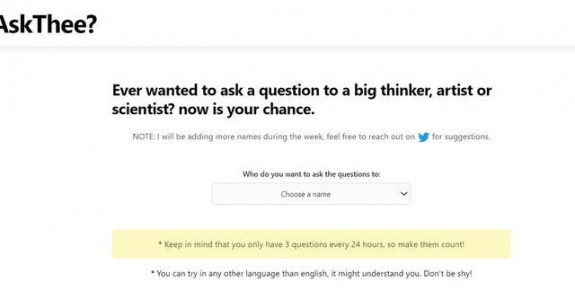 AskThee?
Ever wanted to ask a question to a big thinker, artist or
scientist? now is your chance.
NOTE: I will be adding more names during the week, feel free to reach out on for suggestions.
Who do you want to ask the questions to:
Choose a name
* Keep in mind that you only have 3 questions every 24 hours, so make them count!
* You can try in any other language than english, it might understand you. Don't be shy!